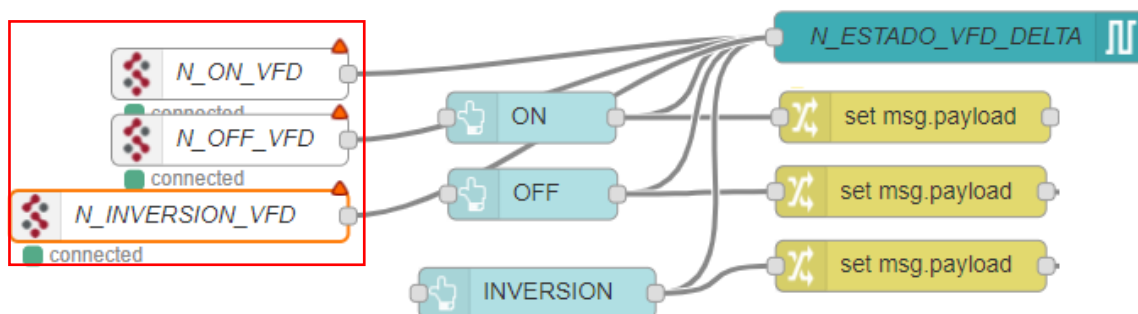 N_ESTADO_VFD_DELTA
N_ON_VFD
connected
ON
set msg.payload
N_OFF_VFD
connected
OFF
set msg.payload
N_INVERSION_VFD
connected
set msg.payload
INVERSION